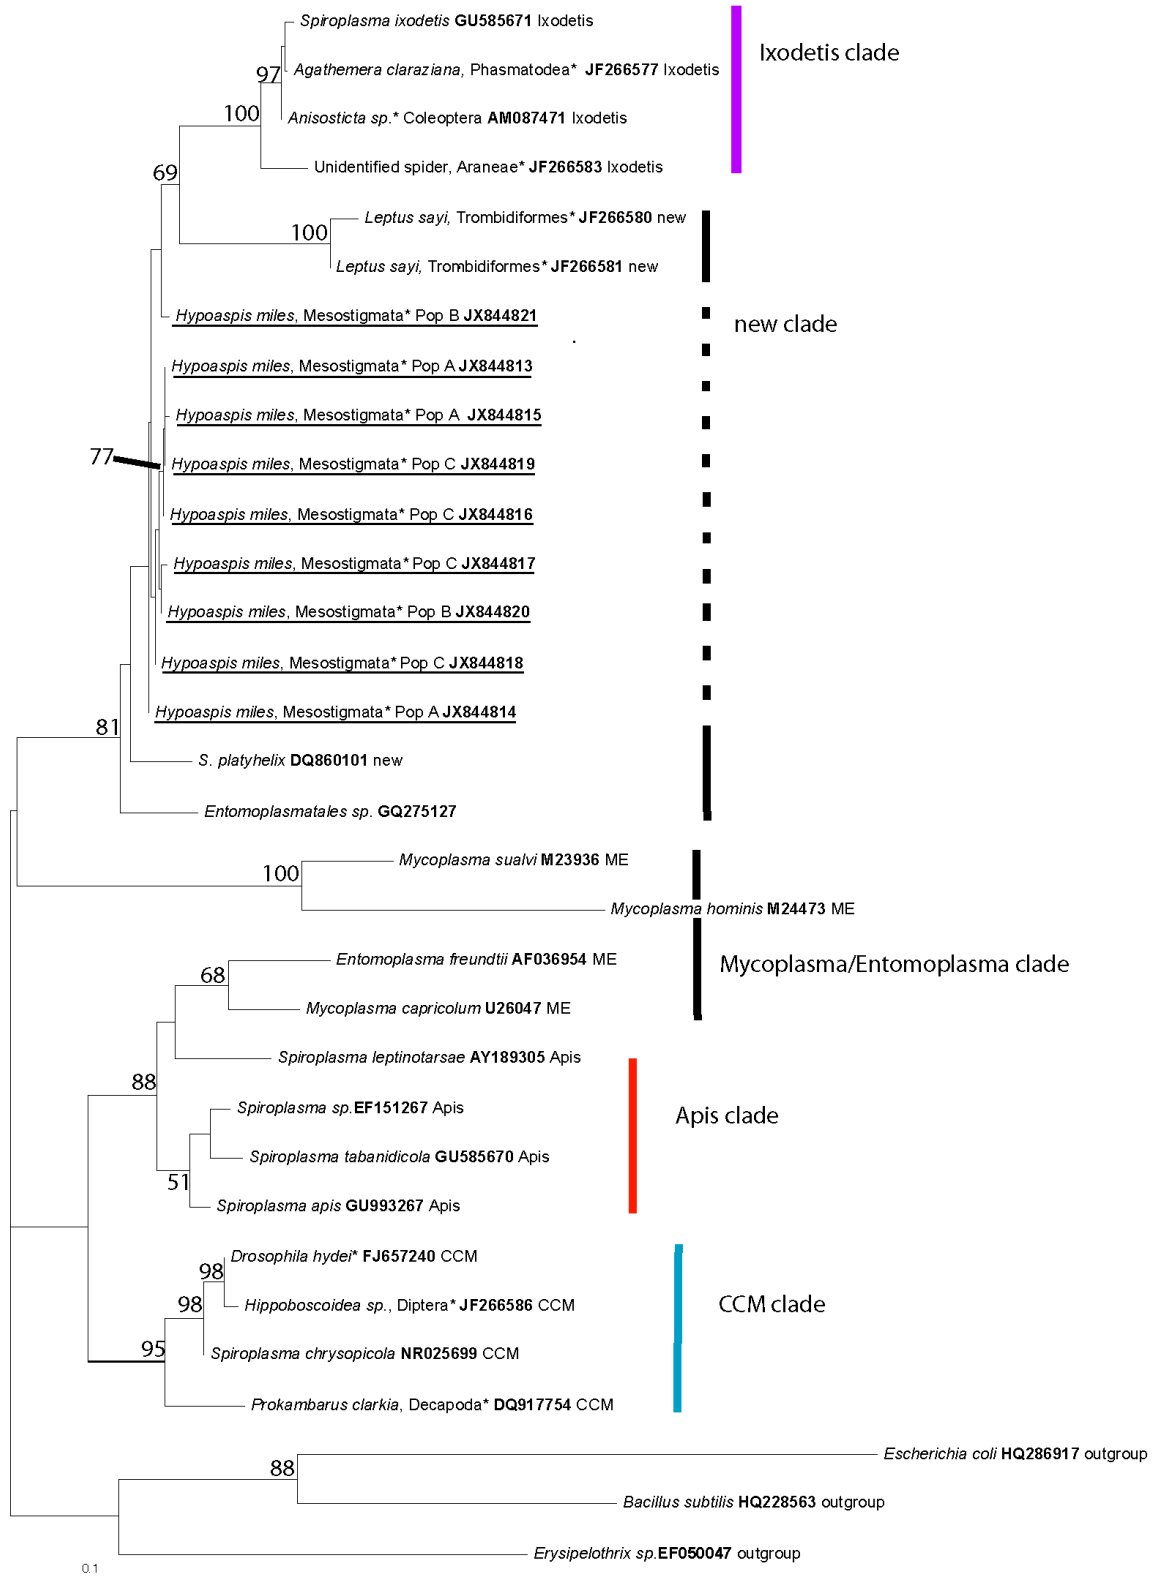 Spiroplasma ixodetis GU585671 Ixodetis
Ixodetis clade
Agathemera claraziana, Phasmatodea* JF266577 Ixodetis
97
100
Anisosticta sp.* Coleoptera AM087471 Ixodetis
Unidentified spider, Araneae* JF266583 Ixodetis
69
Leptus sayi, Trombidiformes* JF266580 new
100
Leptus sayi, Trombidiformes* JF266581 new
Hypoaspis miles, Mesostigmata* Pop B JX844821
new clade
Hypoaspis miles, Mesostigmata* Pop A JX844813
Hypoaspis miles, Mesostigmata* Pop A JX844815
77
Hypoaspis miles, Mesostigmata* Pop C JX844819
Hypoaspis miles, Mesostigmata* Pop C JX844816
Hypoaspis miles, Mesostigmata* Pop C JX844817
Hypoaspis miles, Mesostigmata* Pop B JX844820
Hypoaspis miles, Mesostigmata* Pop C JX844818
Hypoaspis miles, Mesostigmata* Pop A JX844814
81
S. platyhelix DQ860101 new
Entomoplasmatales sp. GQ275127
Mycoplasma sualvi M23936 ME
100
Mycoplasma hominis M24473 ME
Entomoplasma freundtii AF036954 ME
Mycoplasma/Entomoplasma clade
68
Mycoplasma capricolum U26047 ME
Spiroplasma leptinotarsae AY189305 Apis
88
Spiroplasma sp.EF151267 Apis
Apis clade
Spiroplasma tabanidicola GU585670 Apis
51
Spiroplasma apis GU993267 Apis
Drosophila hydei* FJ657240 CCM
98
98
Hippoboscoidea sp., Diptera* JF266586 CCM
CCM clade
95
Spiroplasma chrysopicola NR025699 CCM
Prokambarus clarkia, Decapoda* DQ917754 CCM
Escherichia coli HQ286917 outgroup
88
Bacillus subtilis HQ228563 outgroup
Erysipelothrix sp.EF050047 outgroup
0.1